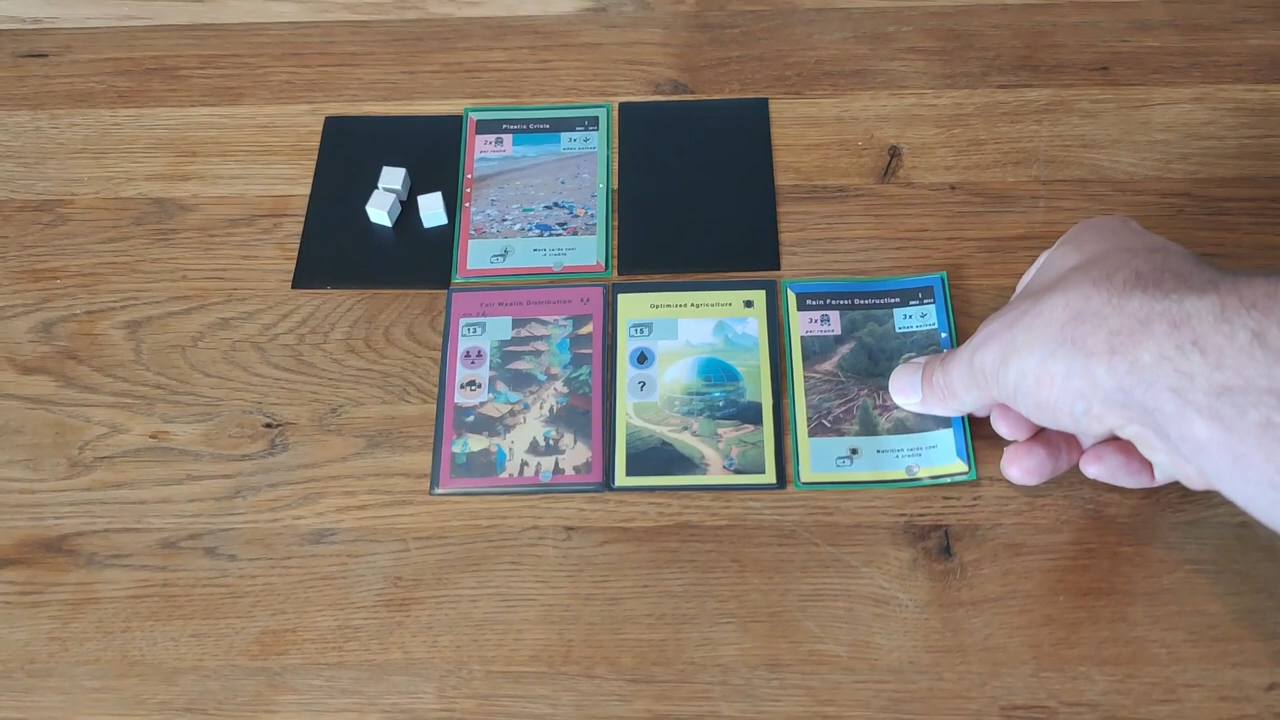 Plastic Crisis
I
2x
per round
3x
when solved
Work cards cost
-4 credits
Fair Wealth Distribution
13
Optimized Agriculture
15
?
Rain Forest Destruction
I
3x
per round
3x
when solved
Nutrition cards cost
-4 credits